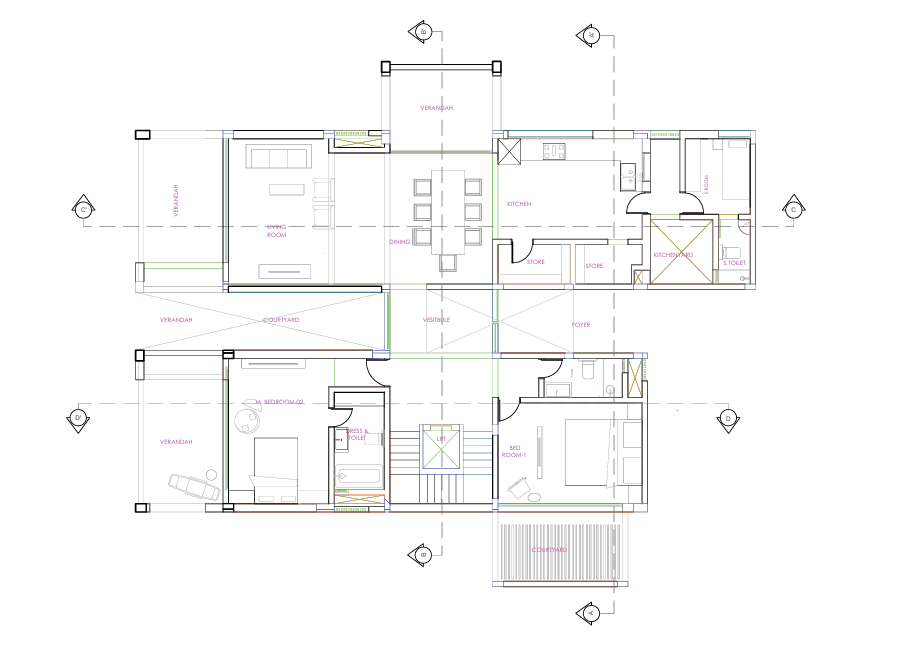 B'
A'
VERANDAH
VERANDAH
S.ROOM
C'
C
KITCHEN
LIVING
ROOM
DINING
KITCHENYARD
STORE
STORE
S.TOILET
VERANDAH
COURTYARD
VESITBULE
FOYER
M. BEDROOM-02
D'
D
DRESS &
TOILET
LIFT
VERANDAH
BED
ROOM-1
B
COURTYARD
A